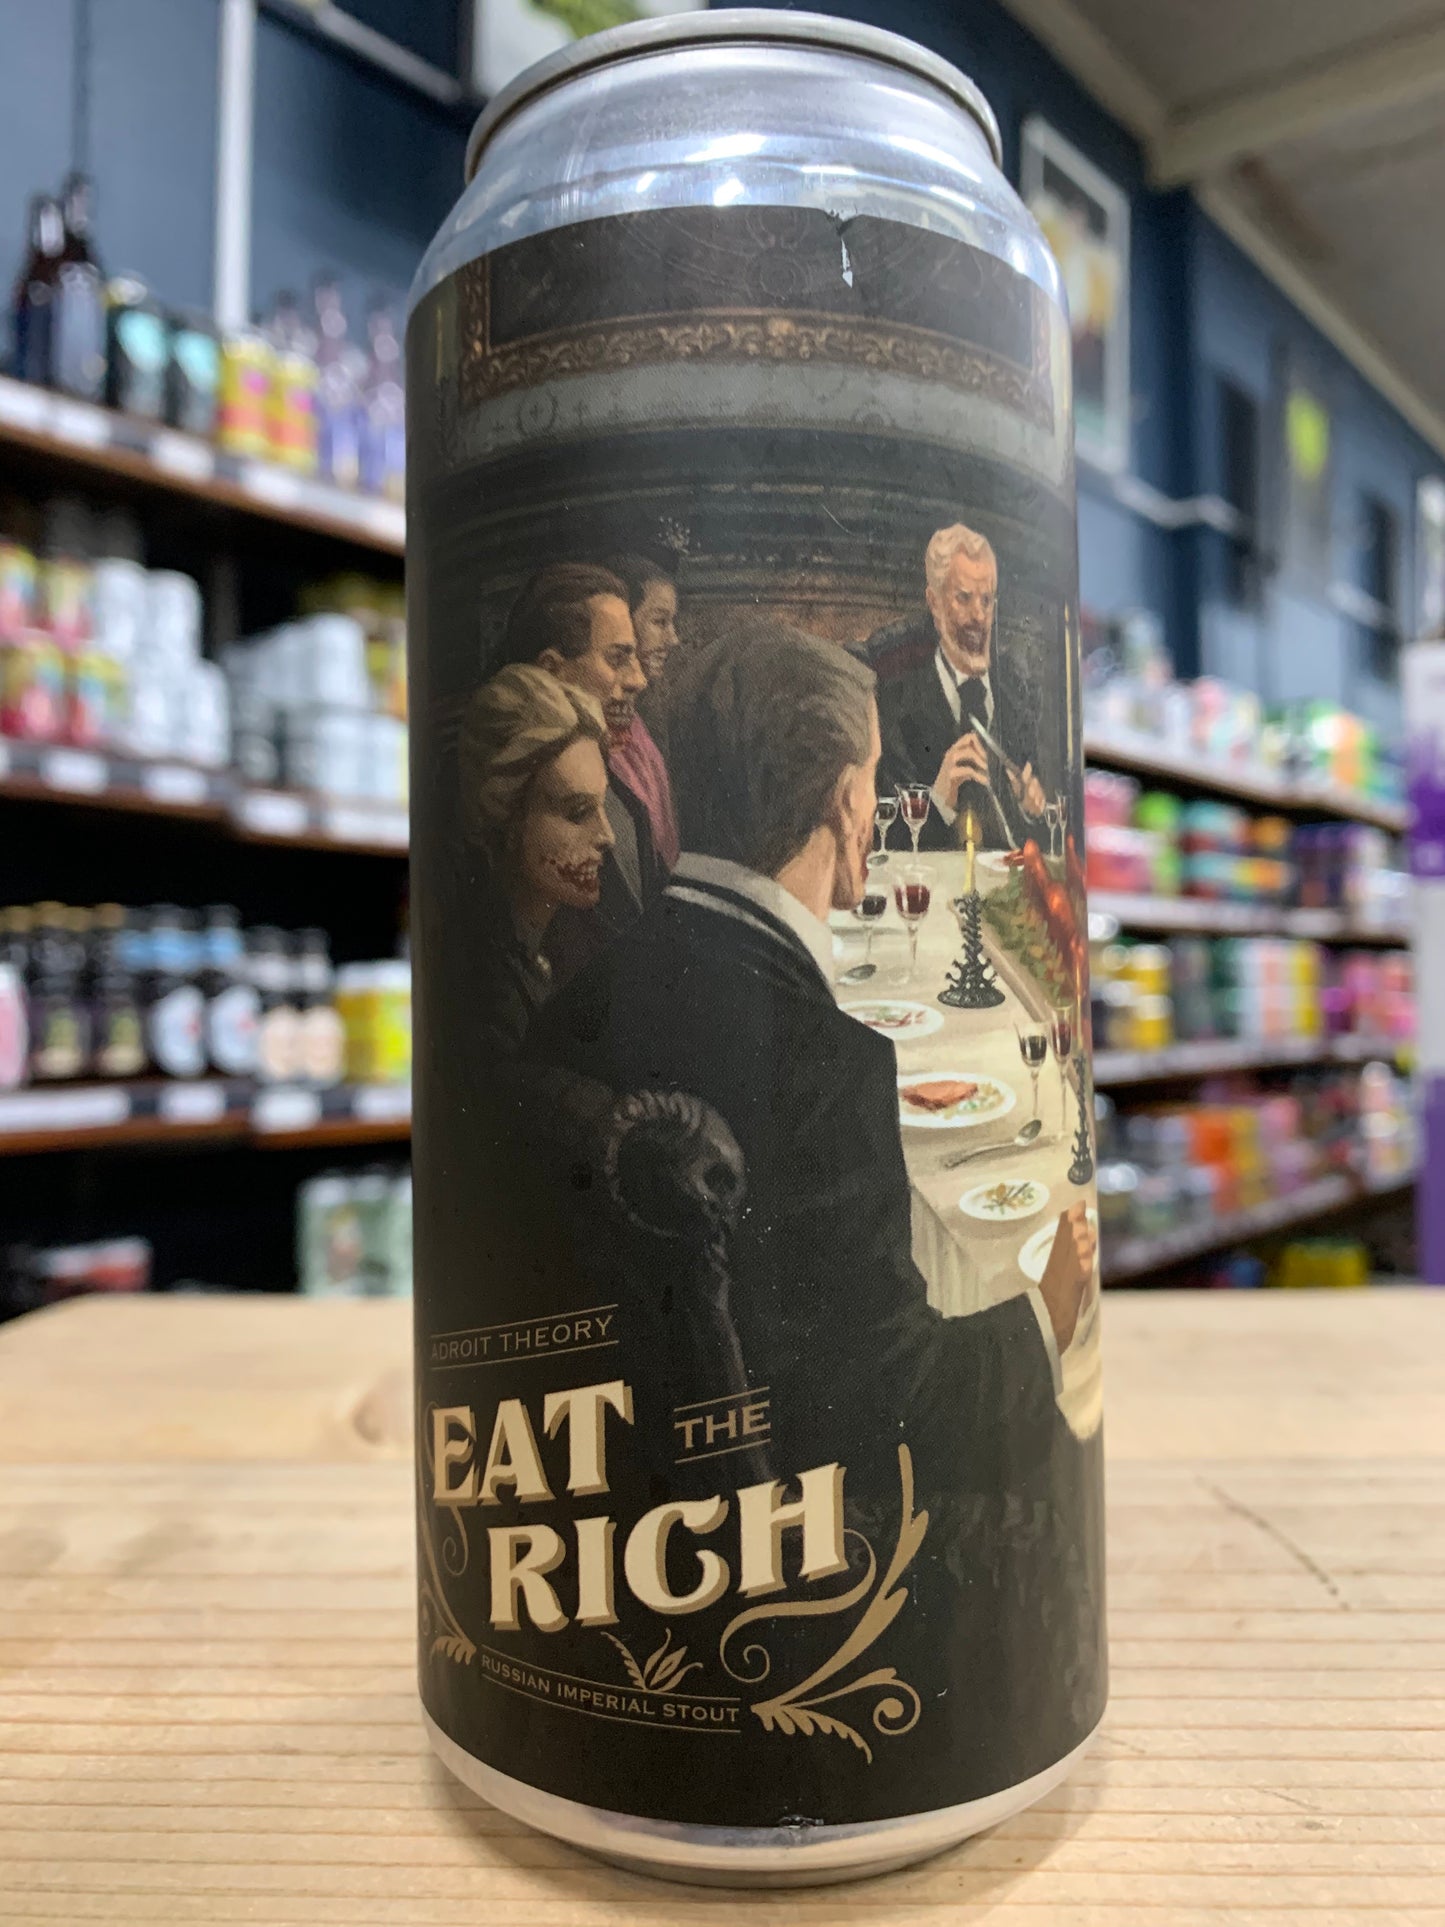 ADROIT THEORY
EAT THE
RICH
RUSSIAN IMPERIAL STOUT